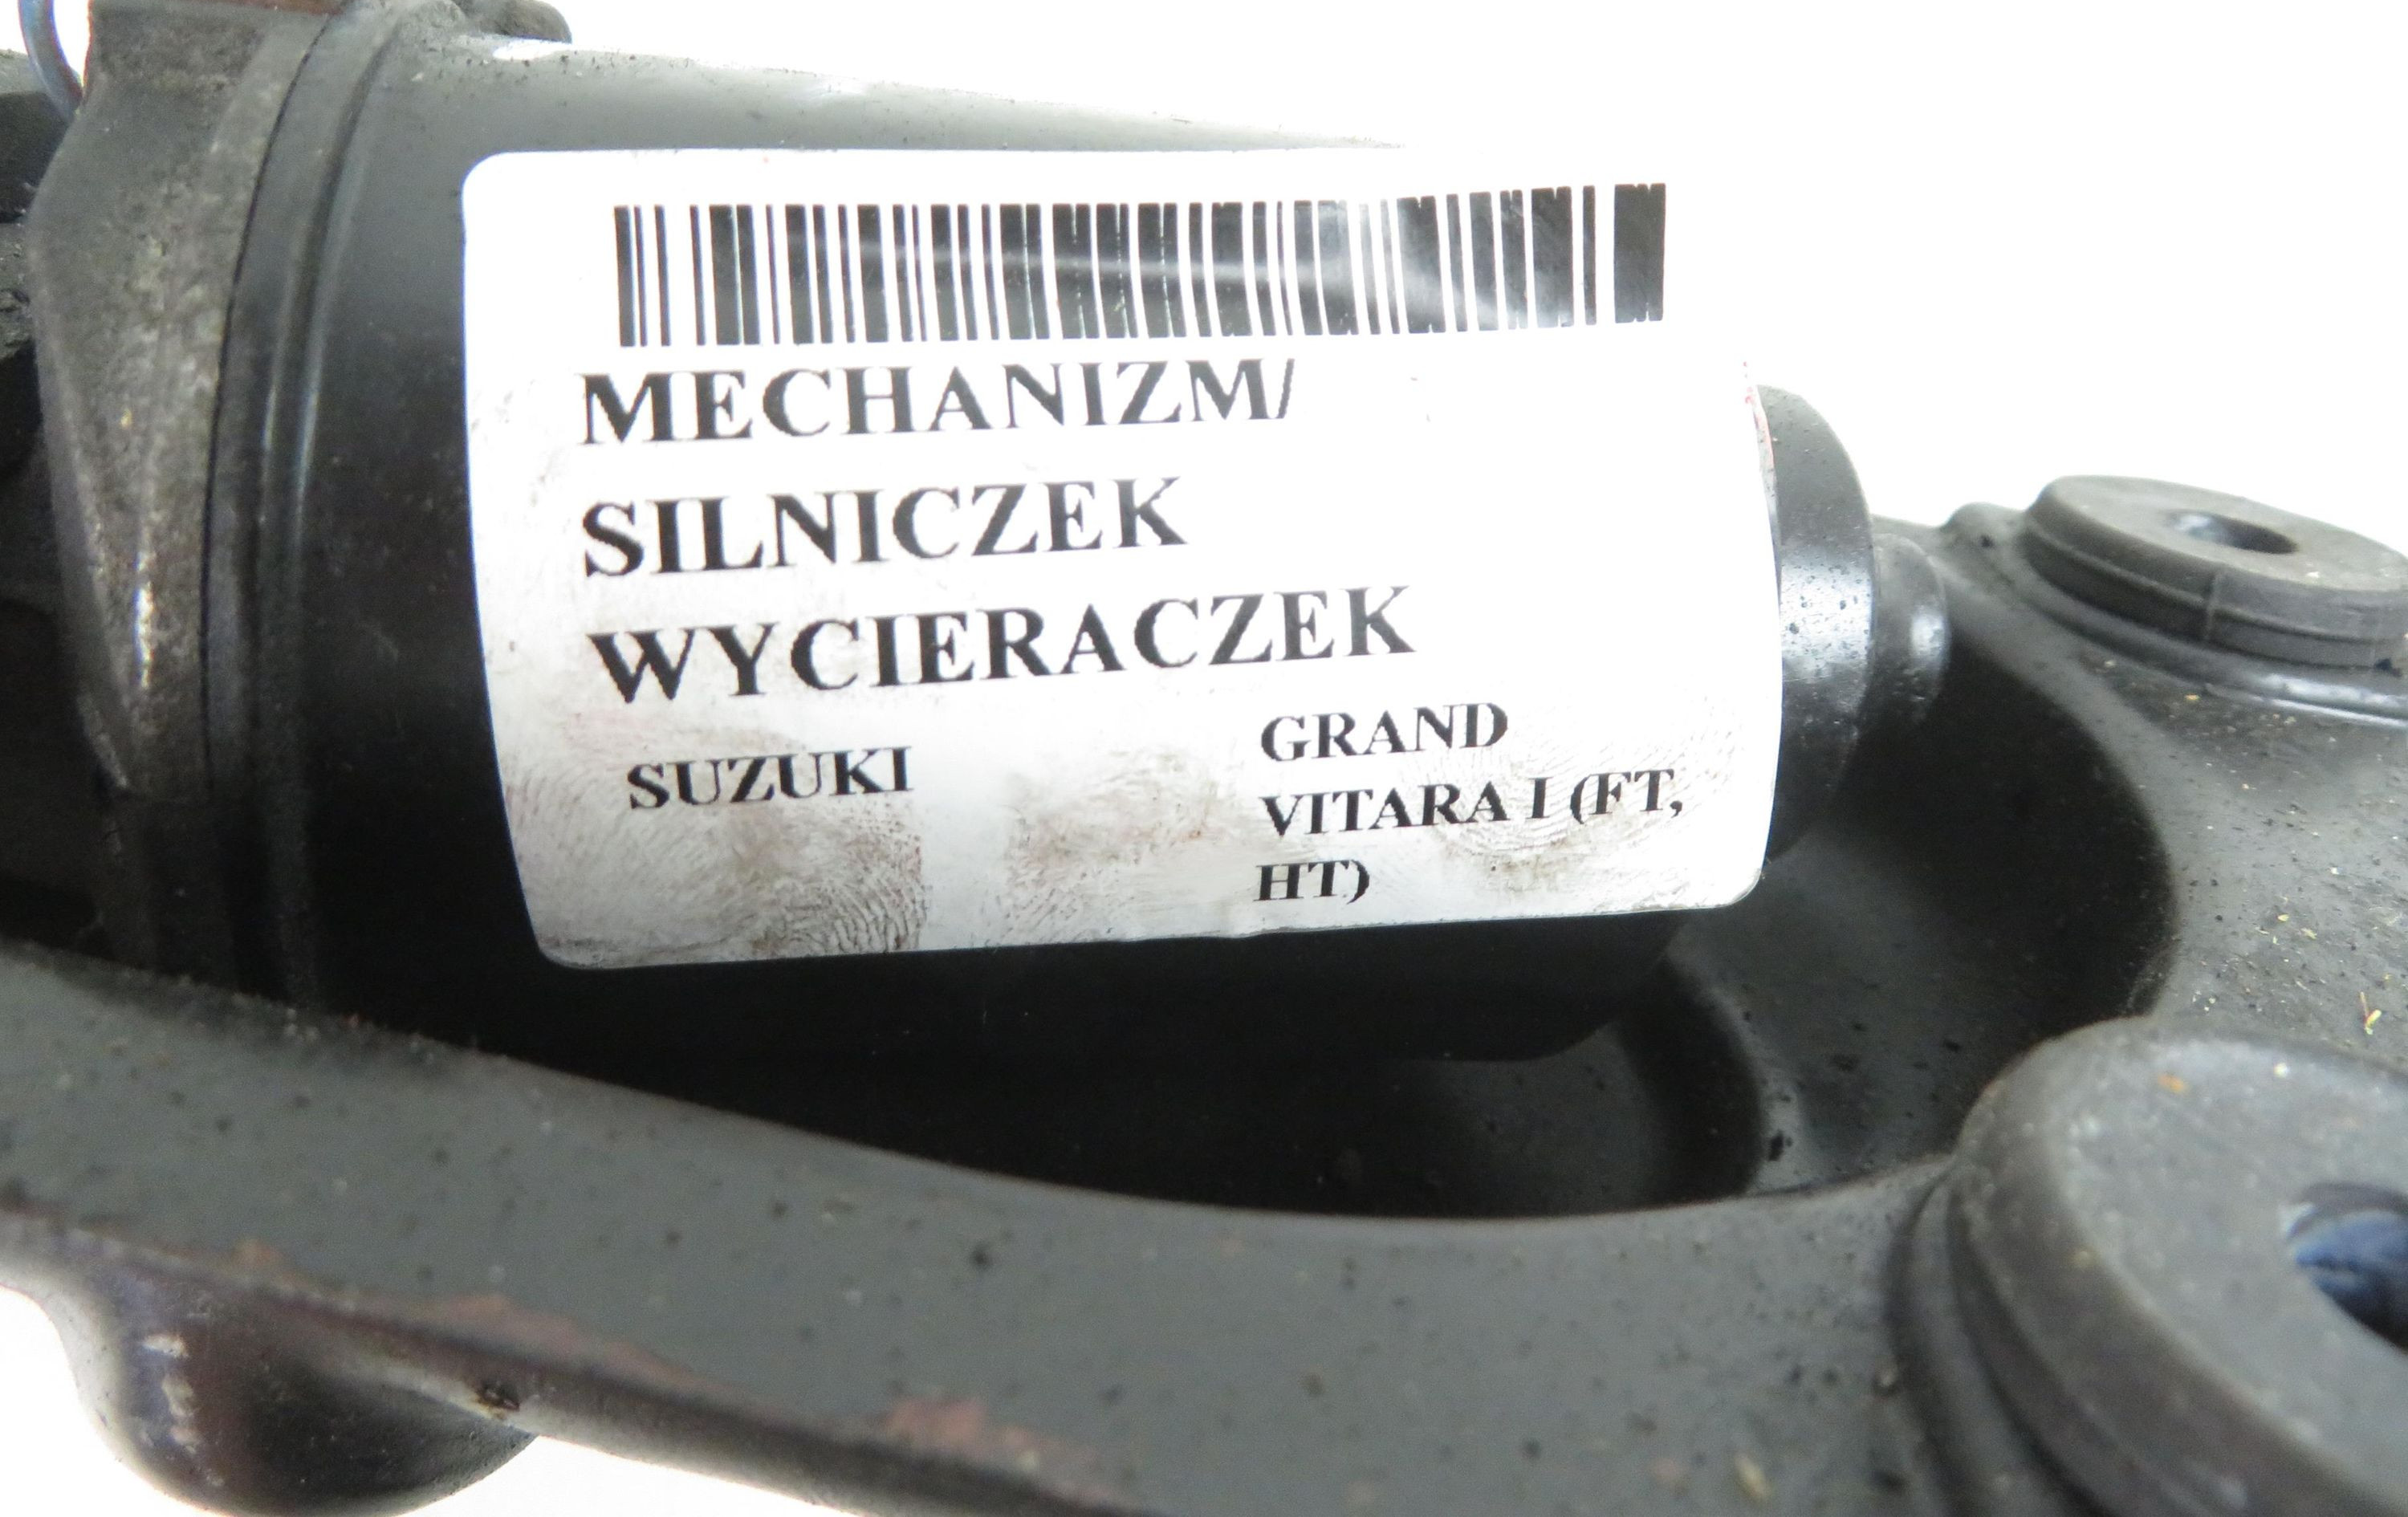 MECHANIZM/
SILNICZEK
WYCIERACZEK
SUZUKI
GRAND
VITARA I (FT,
HT)